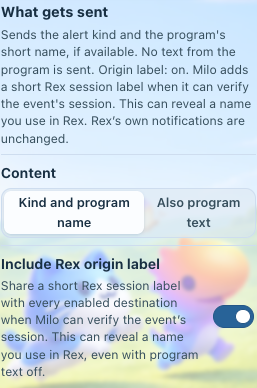 What gets sent
Sends the alert kind and the program's
short name, if available. No text from the
program is sent. Origin label: on. Milo adds
a short Rex session label when it can verify
the event's session. This can reveal a name
you use in Rex. Rex's own notifications are
unchanged.
Content
Kind and program
name
Also program
text
Include Rex origin label
Share a short Rex session label
with every enabled destination
when Milo can verify the event's
session. This can reveal a name
you use in Rex, even with program
text off.